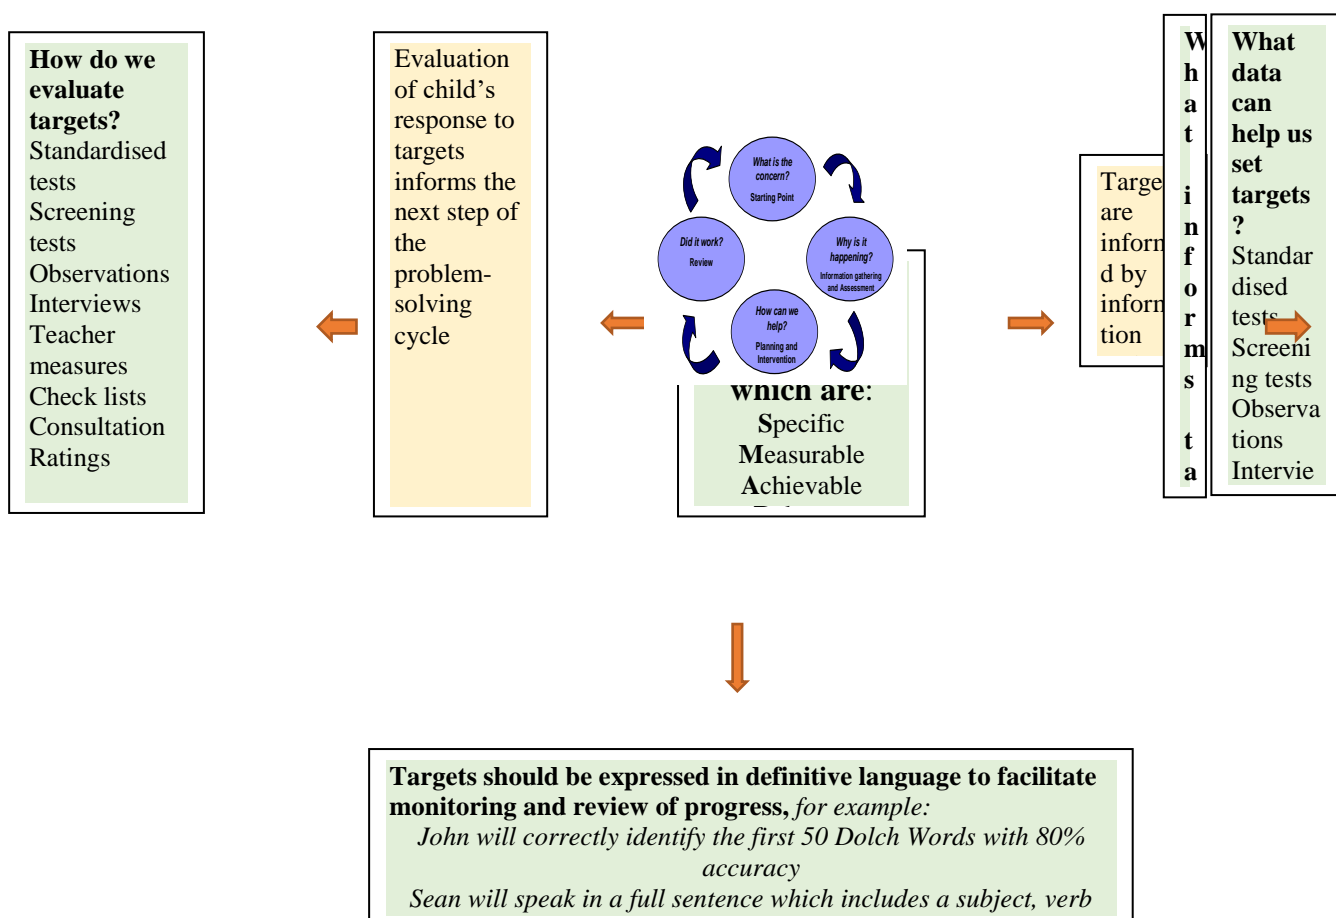 How do we
evaluate
targets?
Standardised
tests
Screening
tests
Observations
Interviews
Teacher
measures
Check lists
Consultation
Ratings
Evaluation
of child’s
response to
targets
informs the
next step of
the
problem-
solving
cycle
What is the
concern?
Starting Point
Why is it
happening?
Information gathering
and Assessment
How can we
help?
Planning and
Intervention
Did it work?
Review
which are:
Specific
Measurable
Achievable
Targe
are
inform
d by
inform
tion
W
h
a
t
i
n
f
o
r
m
s
t
a
What
data
can
help us
set
targets
?
Standar
dised
tests
Screeni
ng tests
Observa
tions
Intervie
Targets should be expressed in definitive language to facilitate
monitoring and review of progress, for example:
John will correctly identify the first 50 Dolch Words with 80%
accuracy
Sean will speak in a full sentence which includes a subject, verb